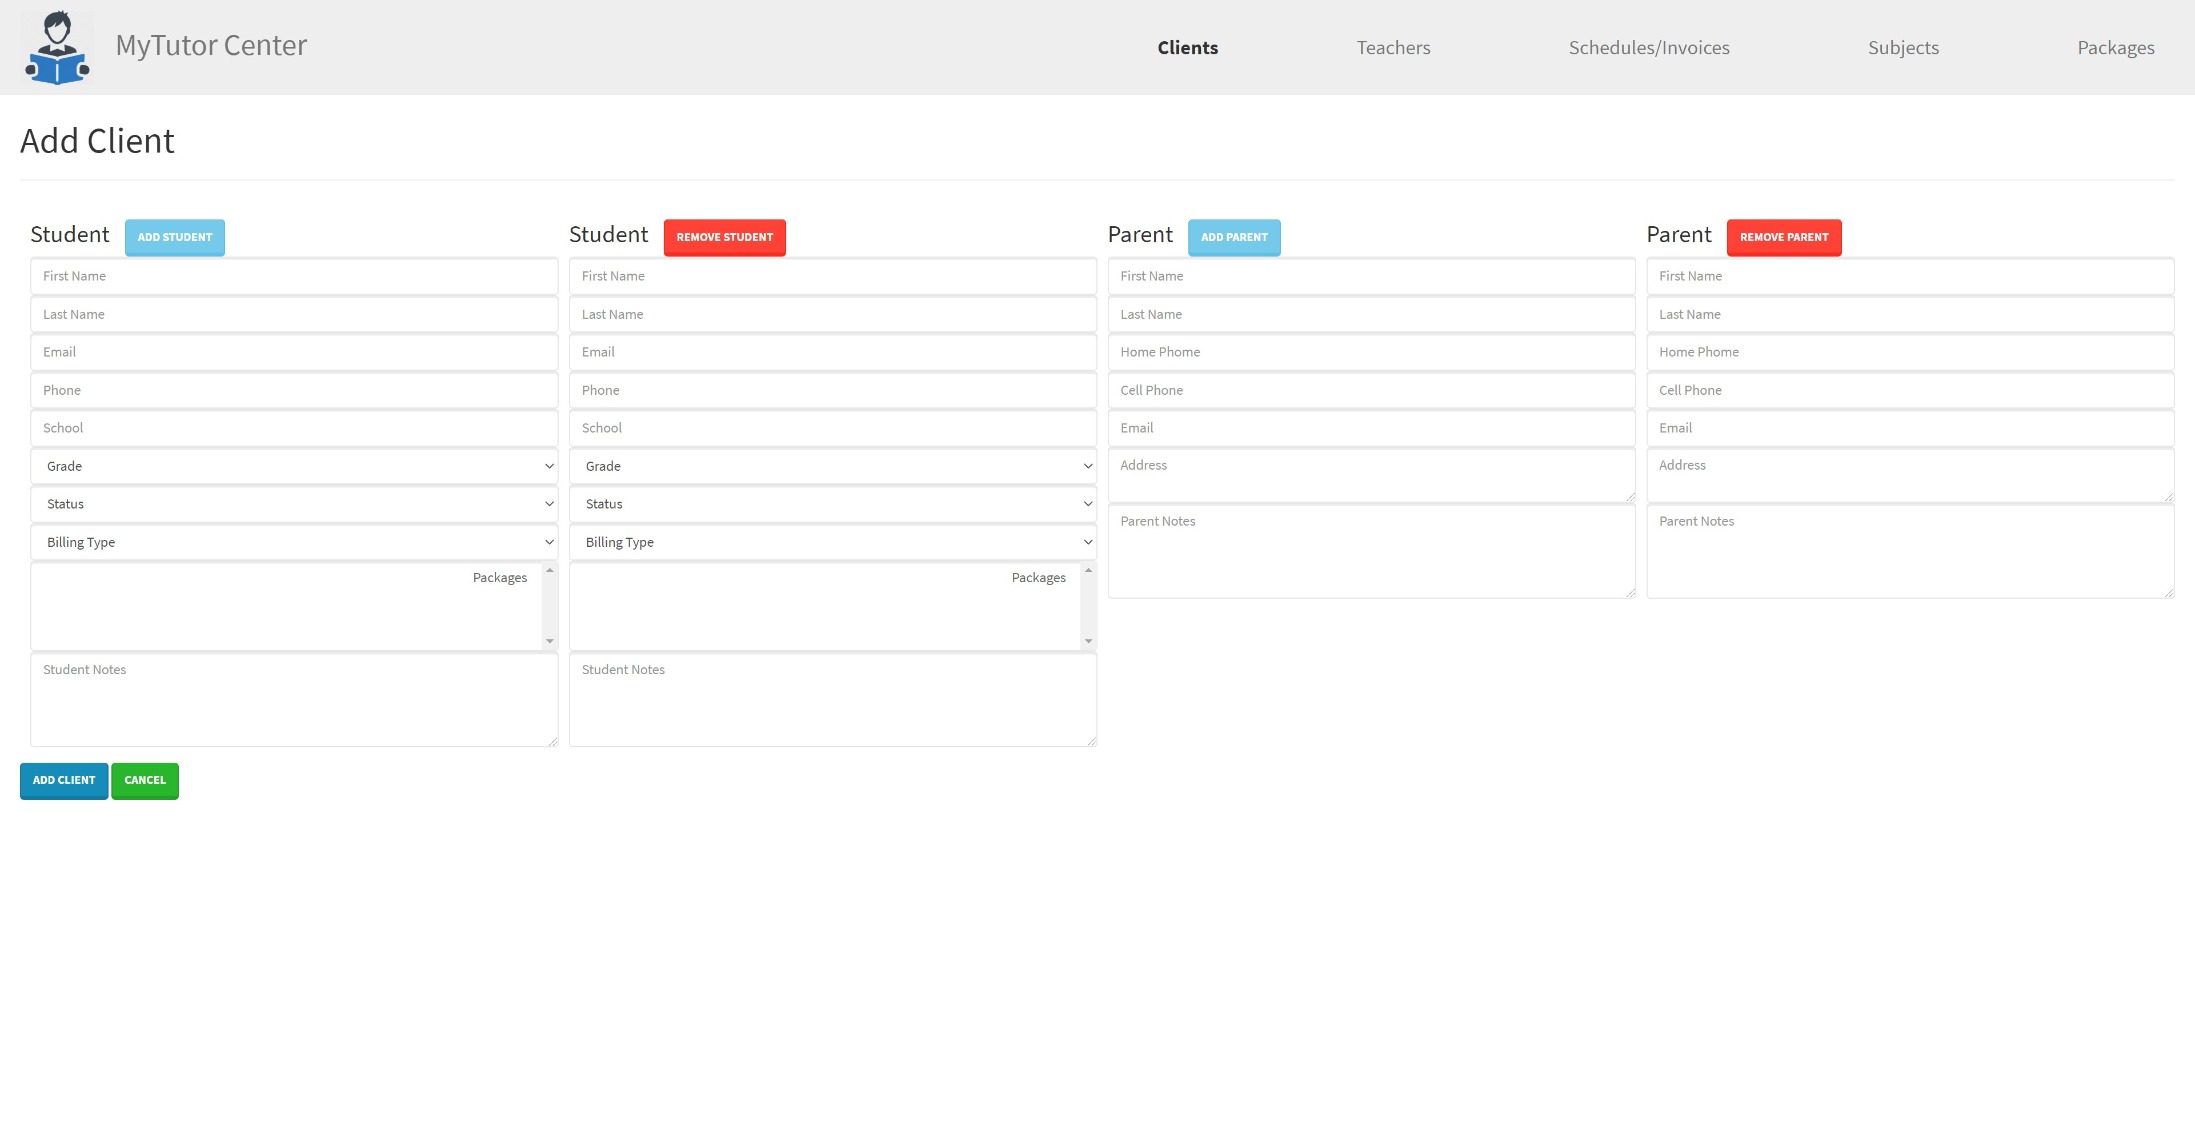 MyTutor Center
Clients
Teachers
Schedules/Invoices
Subjects
Packages
Add Client
Student
ADD STUDENT
First Name
Last Name
Email
Phone
School
Grade
Status
Billing Type
Packages
Student Notes
Student
REMOVE STUDENT
First Name
Last Name
Email
Phone
School
Grade
Status
Billing Type
Packages
Student Notes
Parent
ADD PARENT
First Name
Last Name
Home Phome
Cell Phone
Email
Address
Parent Notes
Parent
REMOVE PARENT
First Name
Last Name
Home Phome
Cell Phone
Email
Address
Parent Notes
ADD CLIENT
CANCEL